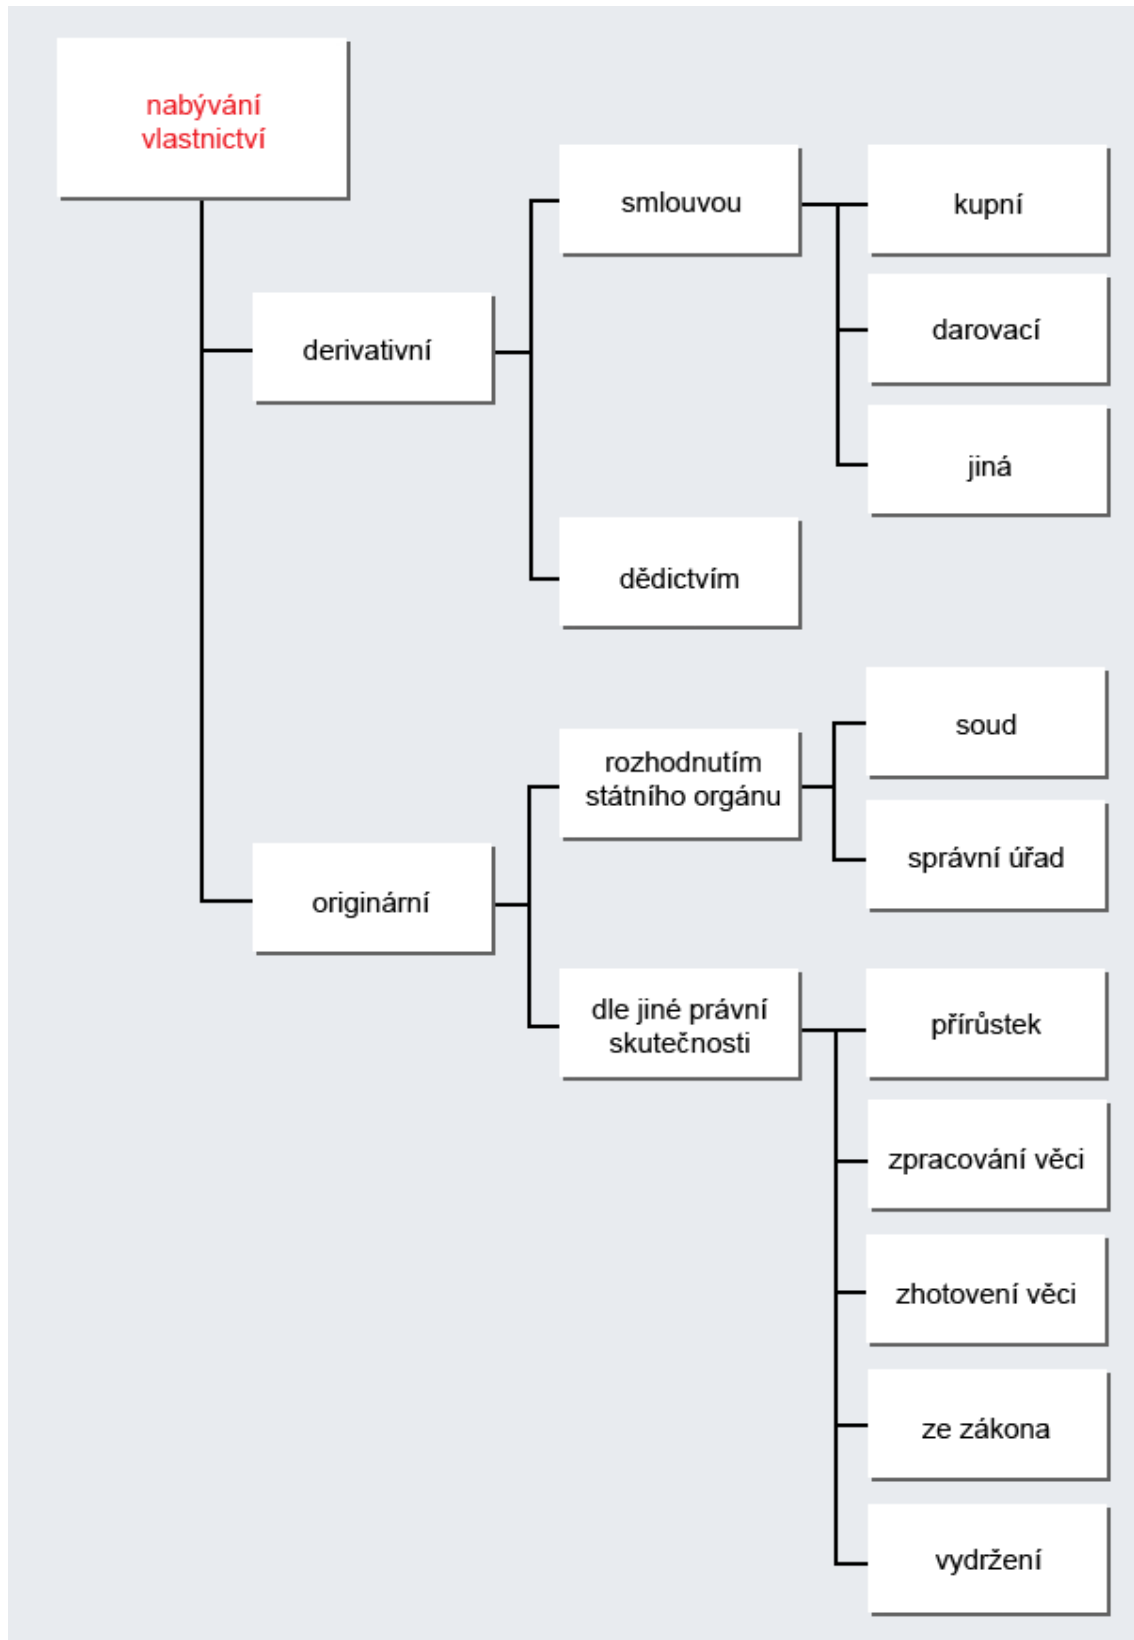 nabývání
vlastnictví
derivativní
smlouvou
kupní
darovací
jiná
dědictvím
originární
rozhodnutím
státního orgánu
soud
správní úřad
dle jiné právní
skutečnosti
přírůstek
zpracování věci
zhotovení věci
ze zákona
vydržení